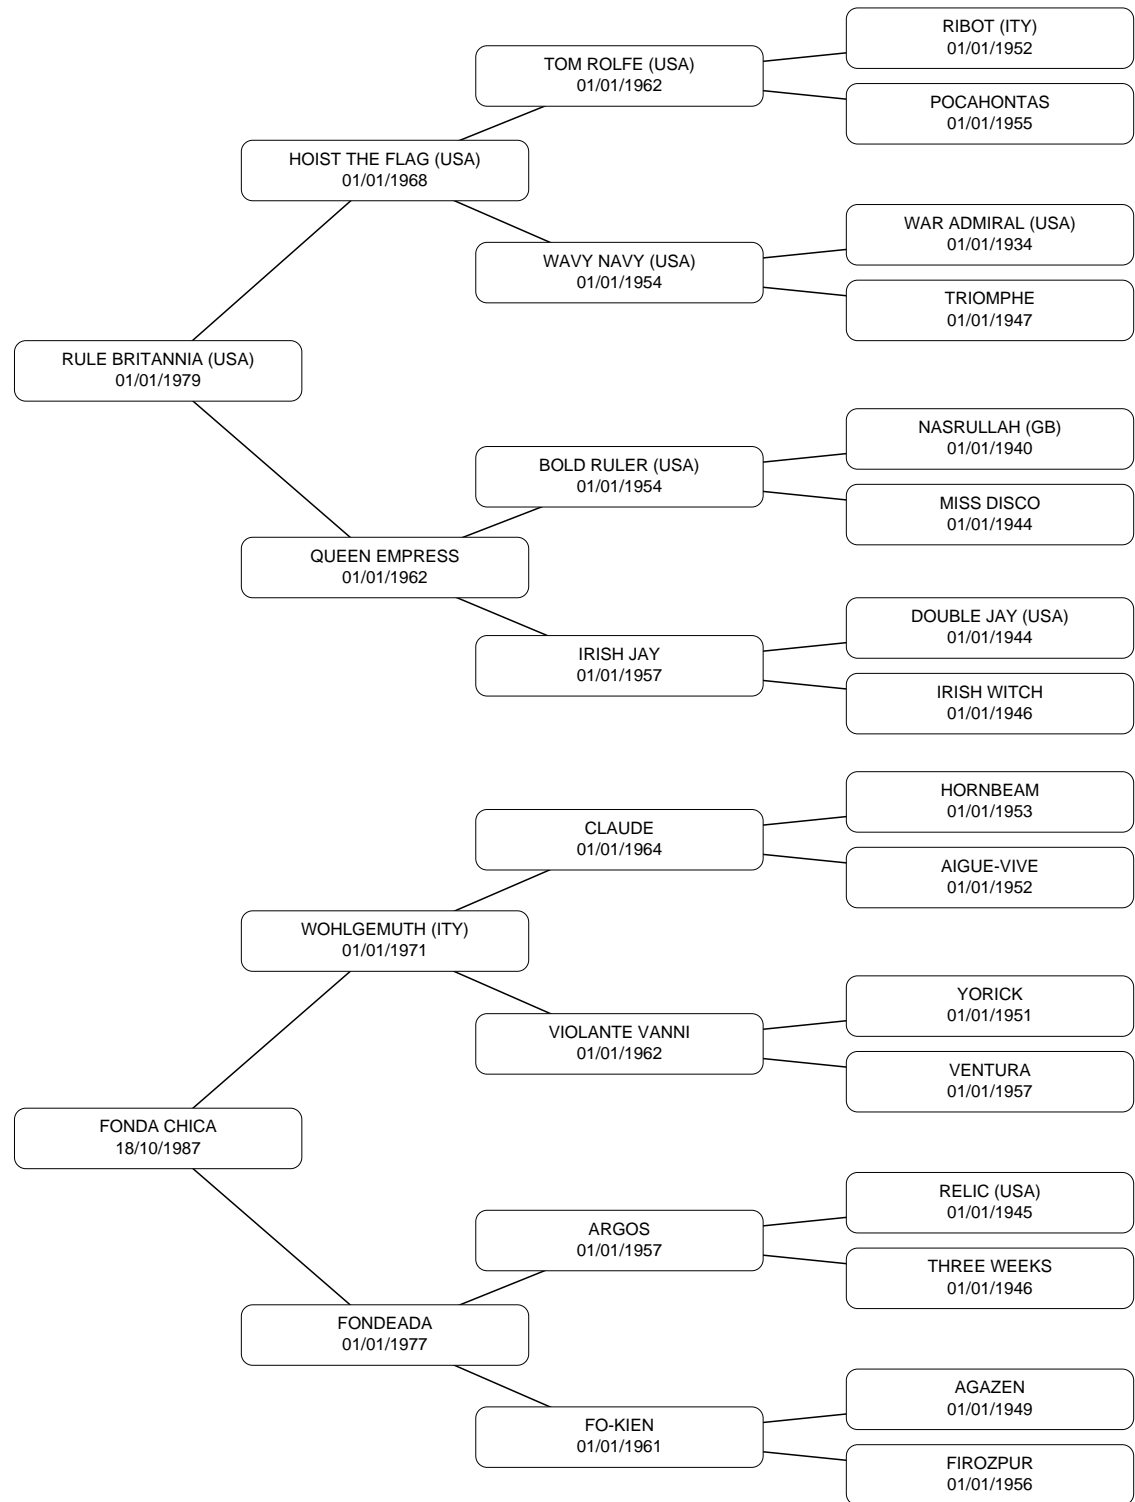 RIBOT (ITY)
01/01/1952
TOM ROLFE (USA)
01/01/1962
POCAHONTAS
01/01/1955
HOIST THE FLAG (USA)
01/01/1968
WAR ADMIRAL (USA)
01/01/1934
WAVY NAVY (USA)
01/01/1954
TRIOMPHE
01/01/1947
RULE BRITANNIA (USA)
01/01/1979
NASRULLAH (GB)
01/01/1940
BOLD RULER (USA)
01/01/1954
MISS DISCO
01/01/1944
QUEEN EMPRESS
01/01/1962
DOUBLE JAY (USA)
01/01/1944
IRISH JAY
01/01/1957
IRISH WITCH
01/01/1946
HORNBEAM
01/01/1953
CLAUDE
01/01/1964
AIGUE-VIVE
01/01/1952
WOHLGEMUTH (ITY)
01/01/1971
YORICK
01/01/1951
VIOLANTE VANNI
01/01/1962
VENTURA
01/01/1957
FONDA CHICA
18/10/1987
RELIC (USA)
01/01/1945
ARGOS
01/01/1957
THREE WEEKS
01/01/1946
FONDEADA
01/01/1977
AGAZEN
01/01/1949
FO-KIEN
01/01/1961
FIROZPUR
01/01/1956